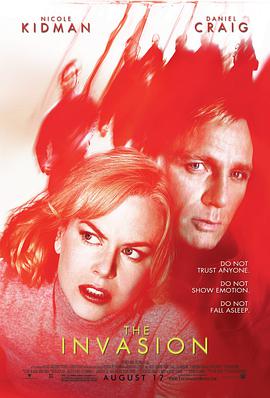 NICOLE DANIEL
KIDMAN CRAIG
DO NOT
TRUST ANYONE.
DO NOT
SHOW EMOTION.
DO NOT
FALL ASLEEP.
THE
INVASION
AUGUST 17